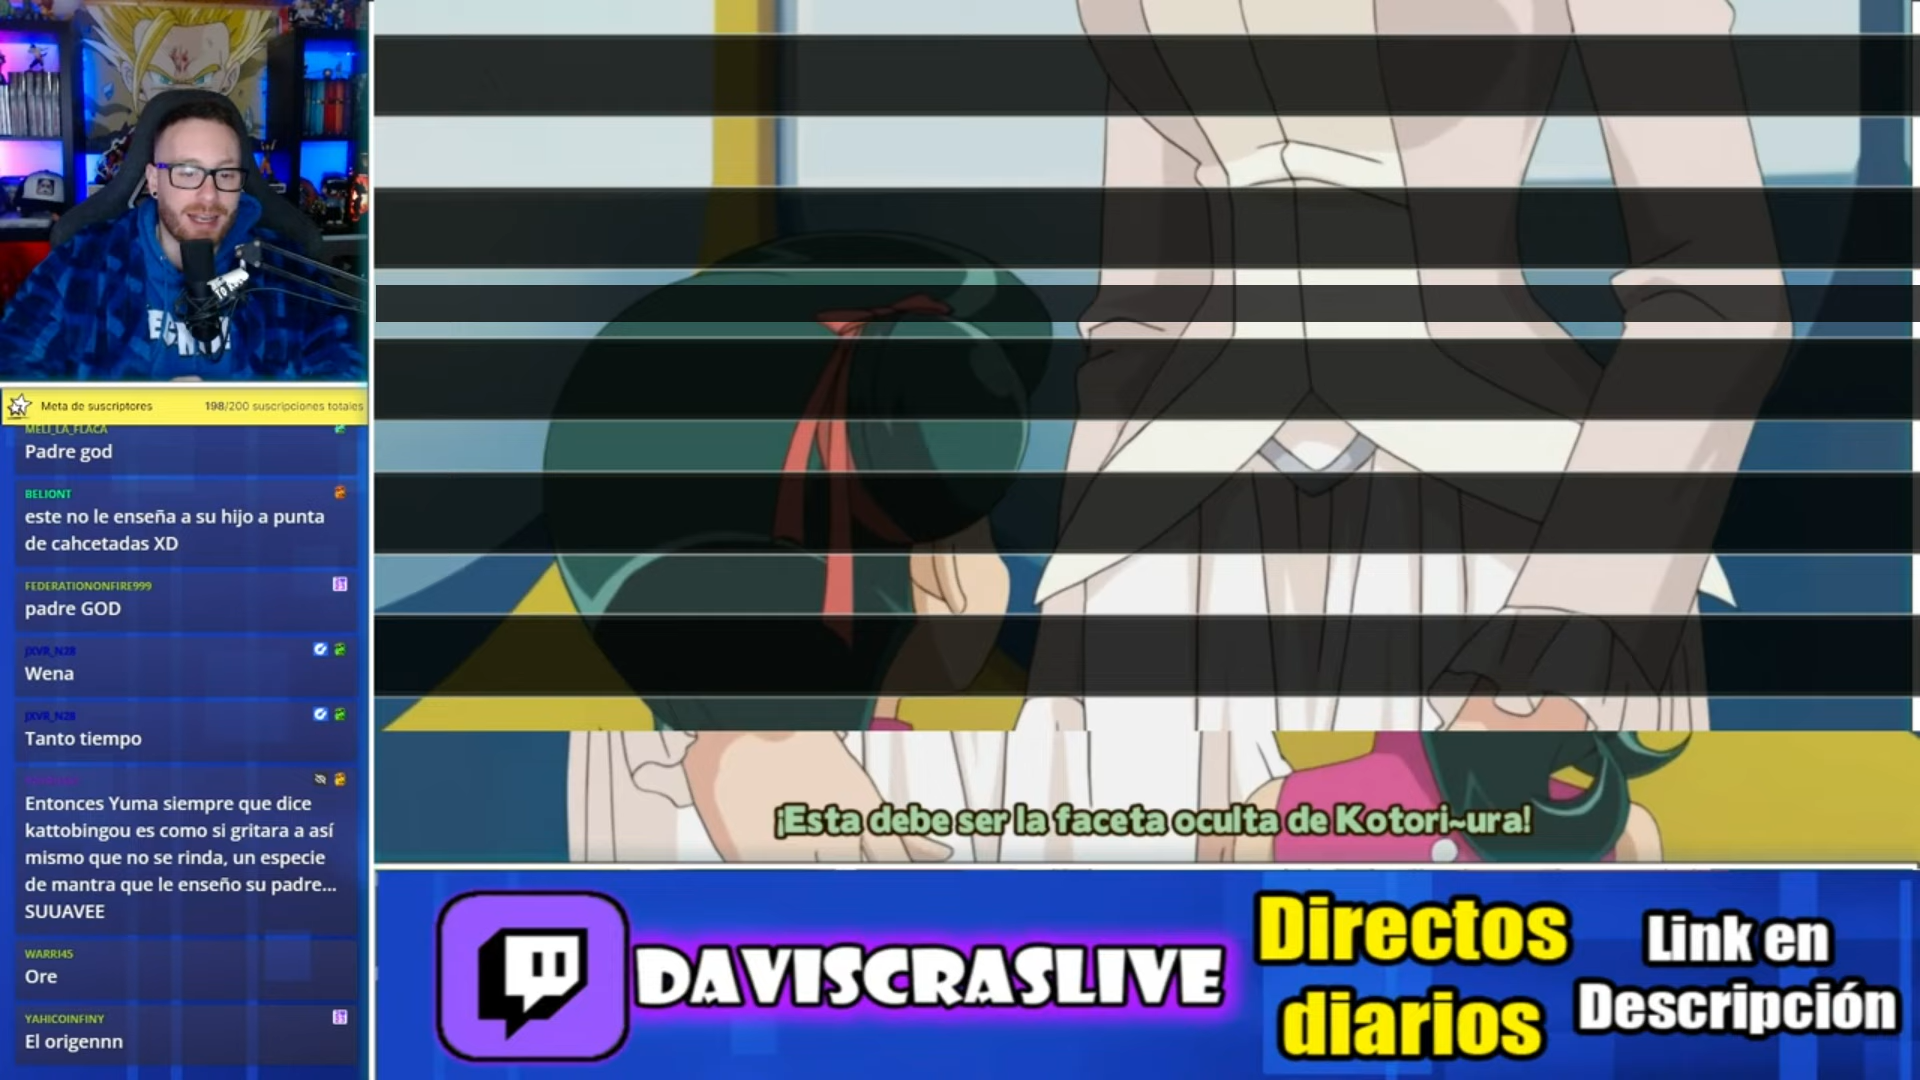 Meta de suscriptores 198/200 suscripciones totales
MELI_LA_FLACA
Padre god
BELIONT
este no le enseña a su hijo a punta
de cahcetadas XD
FEDERATIONONFIRE999
padre GOD
JXVR_N28
Wena
JXVR_N28
Tanto tiempo
Entonces Yuma siempre que dice
kattobingou es como si gritara a así
mismo que no se rinda, un especie
de mantra que le enseño su padre...
SUUAVEE
WARRI45
Ore
YAHICOINFINY
El origennn
¡Esta debe ser la faceta oculta de Kotori~ura!
DAVISCRASLIVE
Directos
diarios
Link en
Descripción